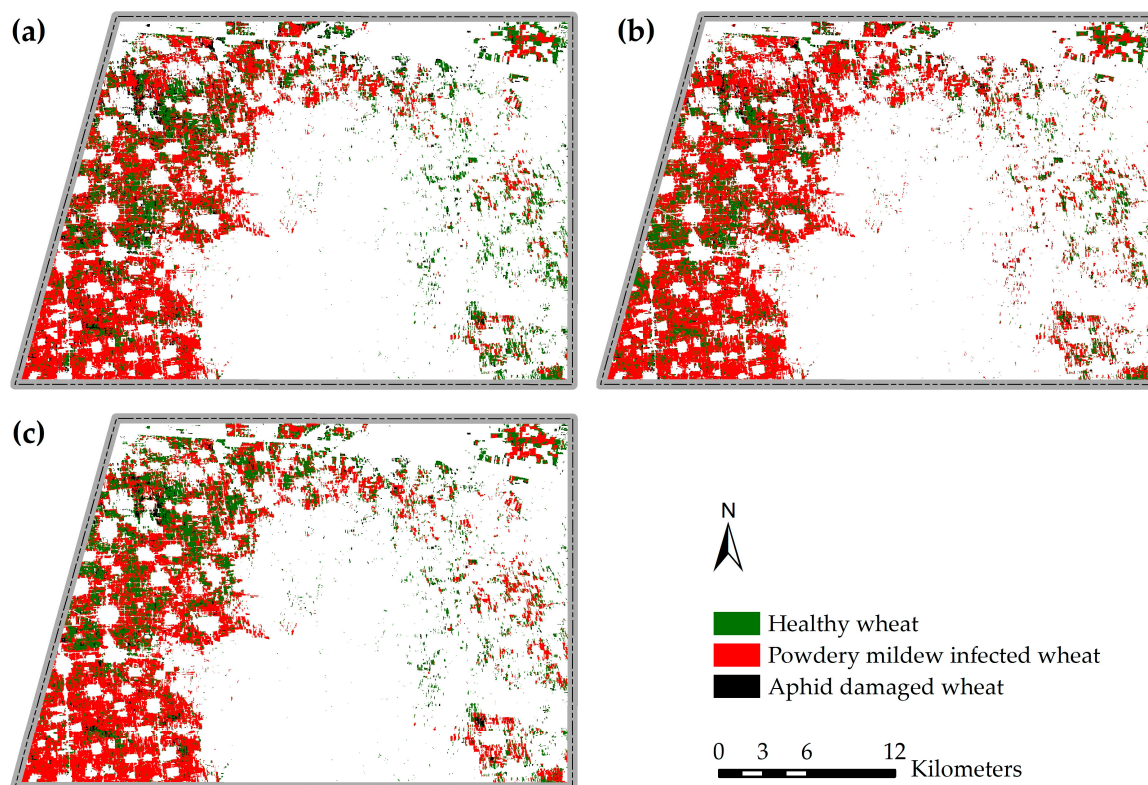 (a)
(b)
(c)
N
Healthy wheat
Powdery mildew infected wheat
Aphid damaged wheat
0 3 6 12
Kilometers